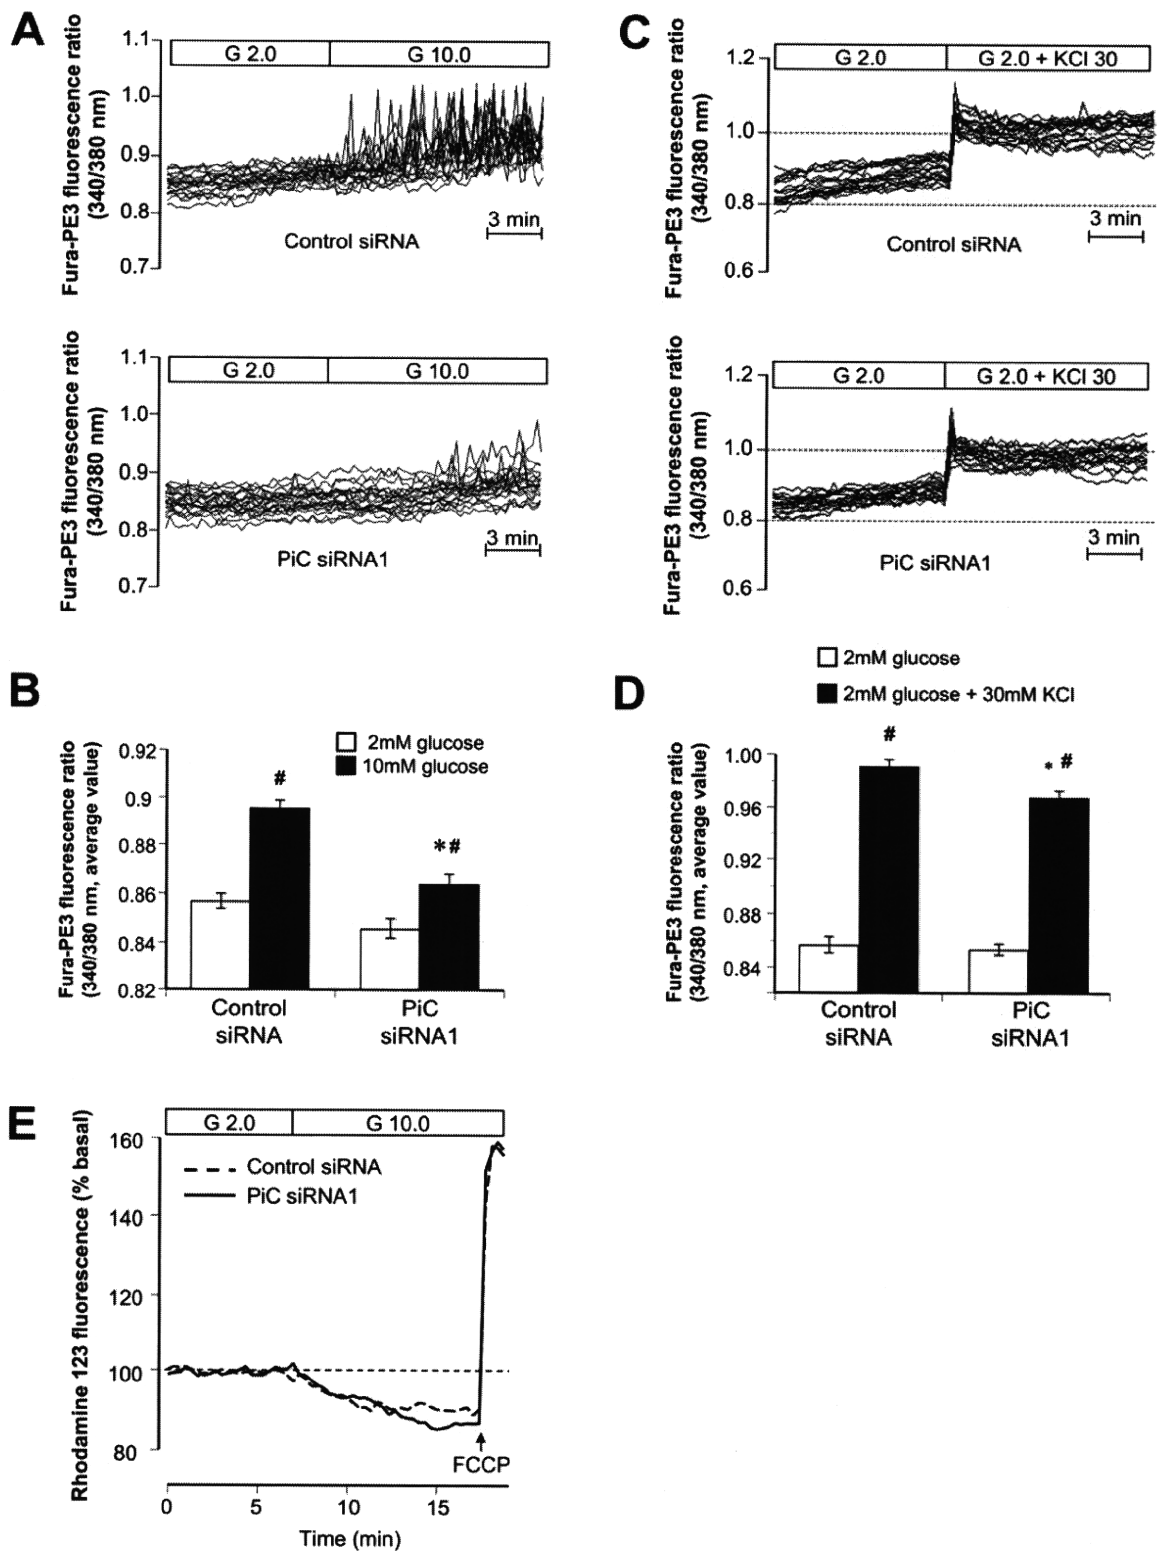 A
Fura-PE3 fluorescence ratio
(340/380 nm)
1.1
1.0
0.9
0.8
0.7
G 2.0
G 10.0
3 min
Control siRNA
Fura-PE3 fluorescence ratio
(340/380 nm)
1.1
1.0
0.9
0.8
0.7
G 2.0
G 10.0
3 min
PiC siRNA1
C
Fura-PE3 fluorescence ratio
(340/380 nm)
1.2
1.0
0.8
0.6
G 2.0
G 2.0 + KCl 30
3 min
Control siRNA
Fura-PE3 fluorescence ratio
(340/380 nm)
1.2
1.0
0.8
0.6
G 2.0
G 2.0 + KCl 30
3 min
PiC siRNA1
B
Fura-PE3 fluorescence ratio
(340/380 nm, average value)
0.92
0.9
0.88
0.86
0.84
0.82
2mM glucose
10mM glucose
#
*#
Control
siRNA
PiC
siRNA1
D
2mM glucose
2mM glucose + 30mM KCl
Fura-PE3 fluorescence ratio
(340/380 nm, average value)
1.00
0.96
0.92
0.88
0.84
#
* #
Control
siRNA
PiC
siRNA1
E
Rhodamine 123 fluorescence (% basal)
160
140
120
100
80
G 2.0
G 10.0
Control siRNA
PiC siRNA1
FCCP
0
5
10
15
Time (min)